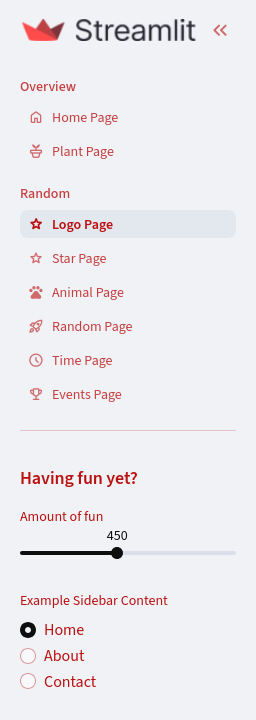 Streamlit
Overview
Home Page
Plant Page
Random
Logo Page
Star Page
Animal Page
Random Page
Time Page
Events Page
Having fun yet?
Amount of fun
450
Example Sidebar Content
Home
About
Contact